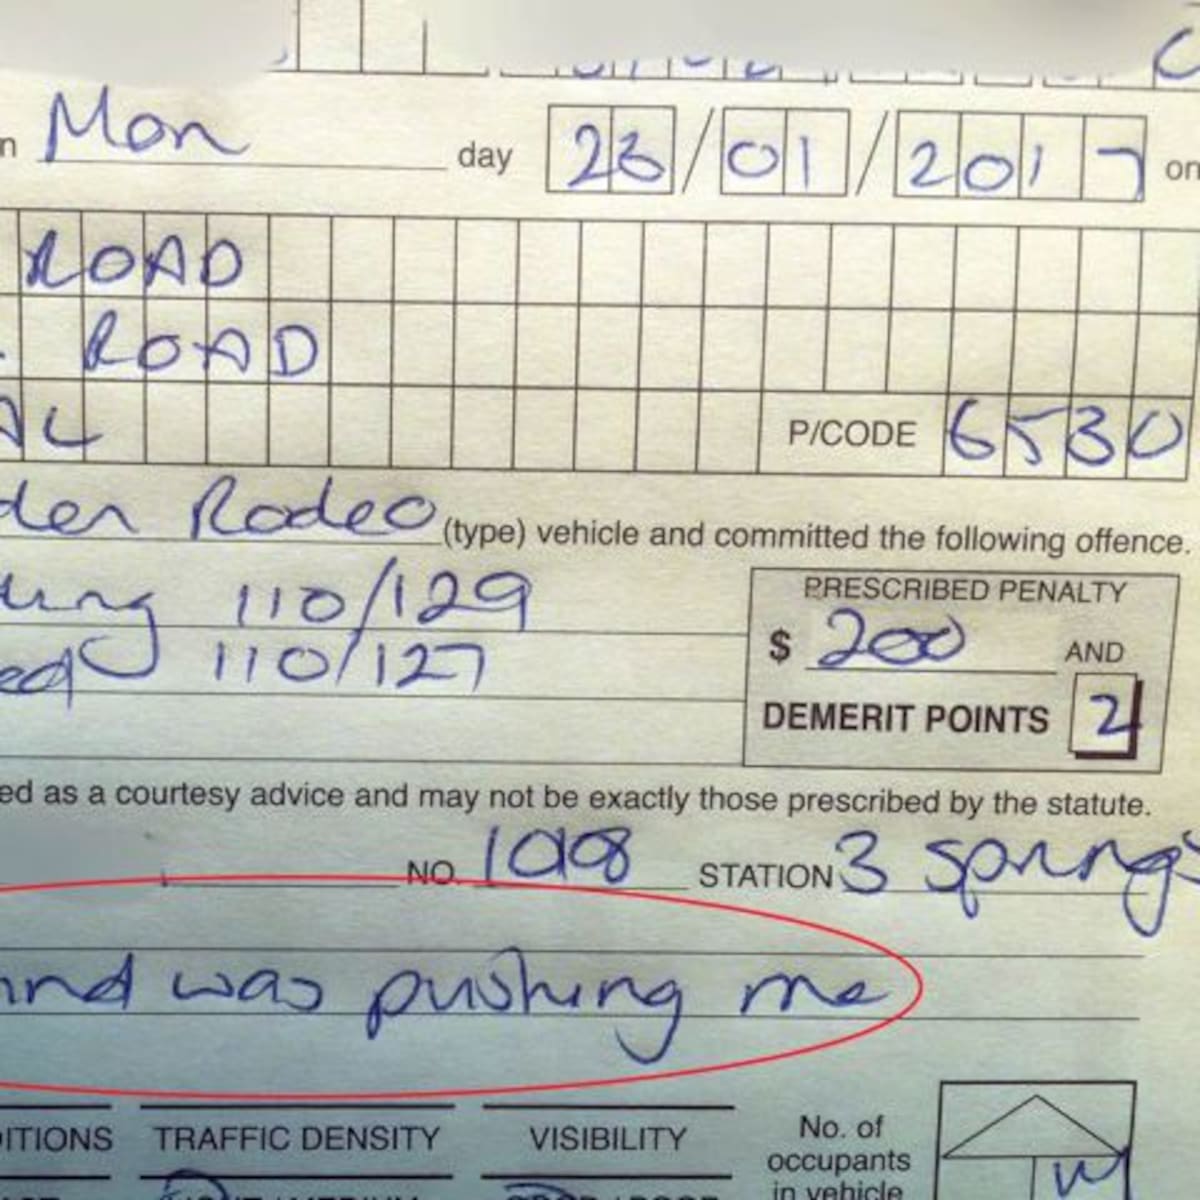 Mon day 23/01/2017 on
ROAD
ROAD
AL P/CODE 6530
den Rodeo (type) vehicle and committed the following offence.
110/129
110/127
PRESCRIBED PENALTY
$ 200 AND
DEMERIT POINTS 2
ed as a courtesy advice and may not be exactly those prescribed by the statute.
NO. STATION 3 Springs
was pushing me
ITIONS TRAFFIC DENSITY VISIBILITY No. of
occupants
in vehicle